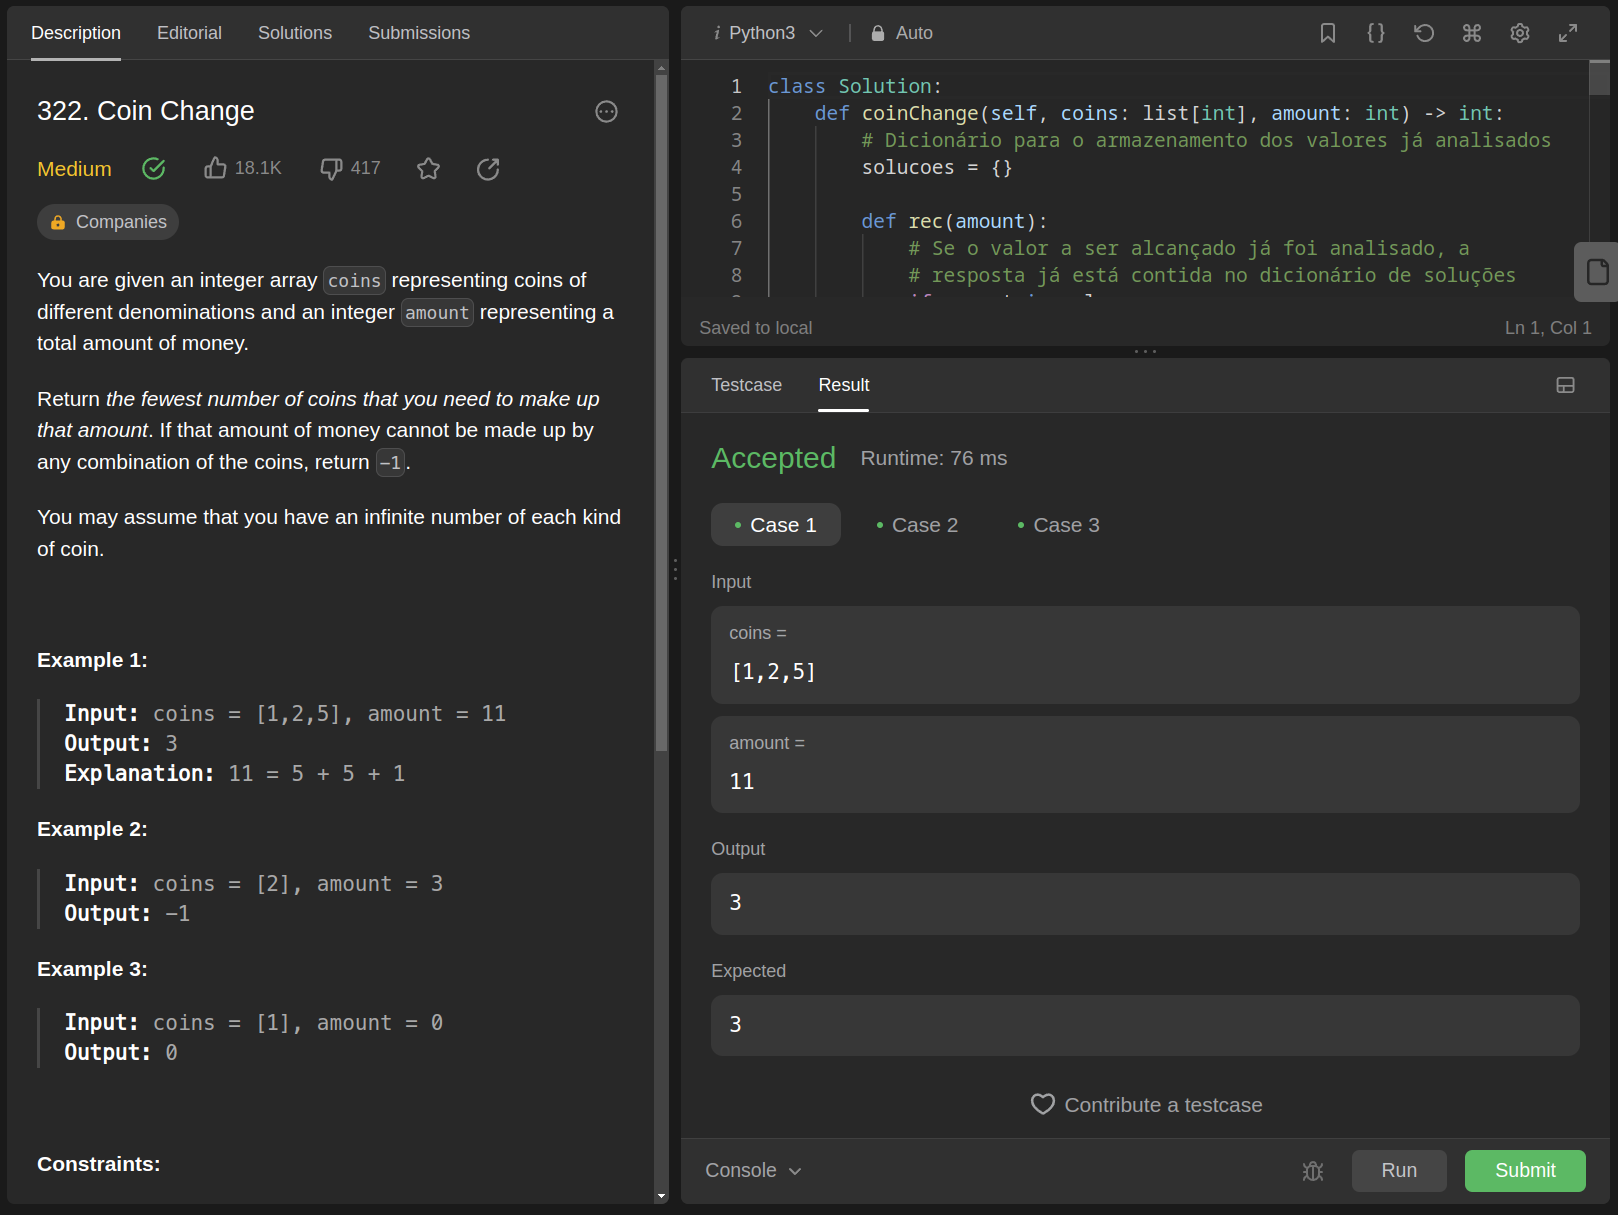 Description Editorial Solutions Submissions
322. Coin Change
Medium 18.1K 417
Companies
You are given an integer array coins representing coins of
different denominations and an integer amount representing a
total amount of money.
Return the fewest number of coins that you need to make up
that amount. If that amount of money cannot be made up by
any combination of the coins, return -1.
You may assume that you have an infinite number of each kind
of coin.
Example 1:
Input: coins = [1,2,5], amount = 11
Output: 3
Explanation: 11 = 5 + 5 + 1
Example 2:
Input: coins = [2], amount = 3
Output: -1
Example 3:
Input: coins = [1], amount = 0
Output: 0
Constraints:
i Python3 | Auto
1 class Solution:
2 def coinChange(self, coins: list[int], amount: int) -> int:
3 # Dicionário para o armazenamento dos valores já analisados
4 solucoes = {}
5
6 def rec(amount):
7 # Se o valor a ser alcançado já foi analisado, a
8 # resposta já está contida no dicionário de soluções
Saved to local Ln 1, Col 1
Testcase Result
Accepted Runtime: 76 ms
Case 1 Case 2 Case 3
Input
coins =
[1,2,5]
amount =
11
Output
3
Expected
3
Contribute a testcase
Console Run Submit